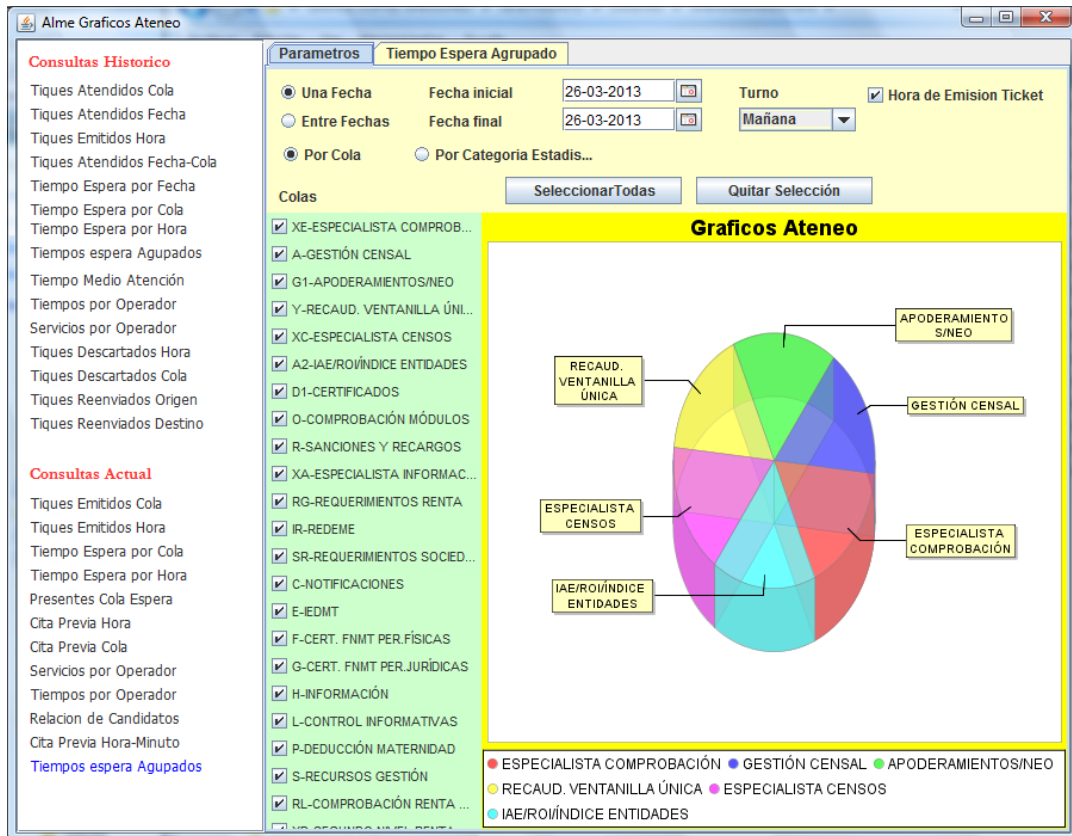 Alme Graficos Ateneo
Consultas Historico
Tiques Atendidos Cola
Tiques Atendidos Fecha
Tiques Emitidos Hora
Tiques Atendidos Fecha-Cola
Tiempo Espera por Fecha
Tiempo Espera por Cola
Tiempo Espera por Hora
Tiempos espera Agupados
Tiempo Medio Atención
Tiempos por Operador
Servicios por Operador
Tiques Descartados Hora
Tiques Descartados Cola
Tiques Reenviados Origen
Tiques Reenviados Destino
Consultas Actual
Tiques Emitidos Cola
Tiques Emitidos Hora
Tiempo Espera por Cola
Tiempo Espera por Hora
Presentes Cola Espera
Cita Previa Hora
Cita Previa Cola
Servicios por Operador
Tiempos por Operador
Relacion de Candidatos
Cita Previa Hora-Minuto
Tiempos espera Agupados
Parametros Tiempo Espera Agrupado
Una Fecha Fecha inicial 26-03-2013 Turno Hora de Emision Ticket
Entre Fechas Fecha final 26-03-2013 Mañana
Por Cola Por Categoria Estadis...
Colas SeleccionarTodas Quitar Selección
XE-ESPECIALISTA COMPROB...
A-GESTIÓN CENSAL
G1-APODERAMIENTOS/NEO
Y-RECAUD. VENTANILLA ÚNI...
XC-ESPECIALISTA CENSOS
A2-IAE/ROI/ÍNDICE ENTIDADES
D1-CERTIFICADOS
O-COMPROBACIÓN MÓDULOS
R-SANCIONES Y RECARGOS
XA-ESPECIALISTA INFORMAC...
RG-REQUERIMIENTOS RENTA
IR-REDEME
SR-REQUERIMIENTOS SOCIED...
C-NOTIFICACIONES
E-IEDMT
F-CERT. FNMT PER.FÍSICAS
G-CERT. FNMT PER.JURÍDICAS
H-INFORMACIÓN
L-CONTROL INFORMATIVAS
P-DEDUCCIÓN MATERNIDAD
S-RECURSOS GESTIÓN
RL-COMPROBACIÓN RENTA ...
Graficos Ateneo
APODERAMIENTO
S/NEO
RECAUD.
VENTANILLA
ÚNICA
GESTIÓN CENSAL
ESPECIALISTA
CENSOS
ESPECIALISTA
COMPROBACIÓN
IAE/ROI/ÍNDICE
ENTIDADES
ESPECIALISTA COMPROBACIÓN GESTIÓN CENSAL APODERAMIENTOS/NEO
RECAUD. VENTANILLA ÚNICA ESPECIALISTA CENSOS
IAE/ROI/ÍNDICE ENTIDADES